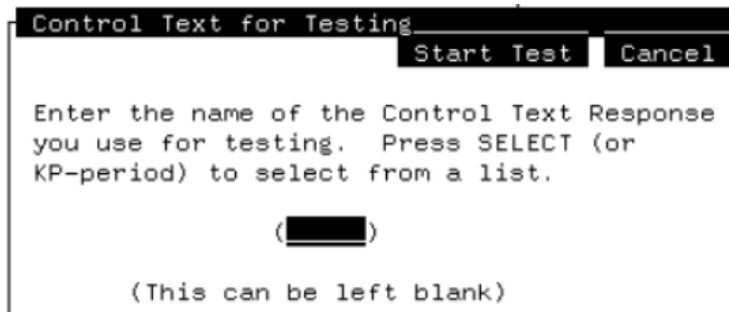 Control Text for Testing
Start Test Cancel
Enter the name of the Control Text Response
you use for testing. Press SELECT (or
KP-period) to select from a list.
(_____)
(This can be left blank)